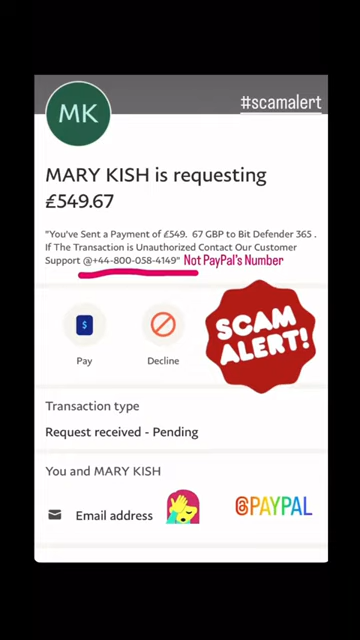 MK
#scamalert
MARY KISH is requesting
£549.67
"You've Sent a Payment of £549. 67 GBP to Bit Defender 365 .
If The Transaction is Unauthorized Contact Our Customer
Support @+44-800-058-4149" Not PayPal's Number
$
Pay
Decline
SCAM
ALERT!
Transaction type
Request received - Pending
You and MARY KISH
Email address
@PAYPAL